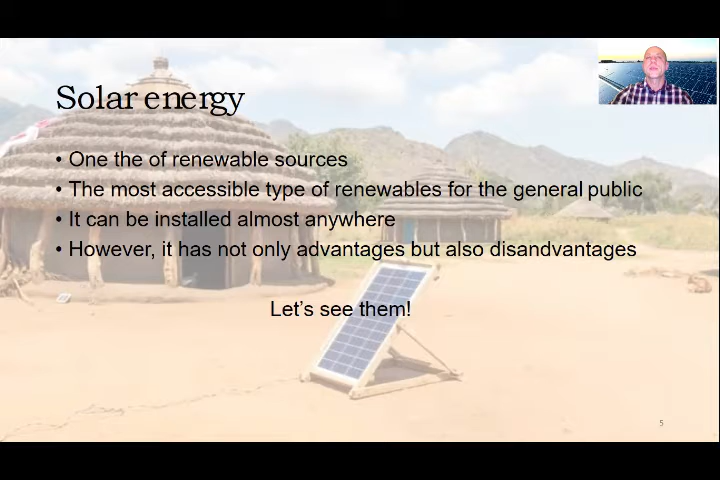 Solar energy
• One the of renewable sources
• The most accessible type of renewables for the general public
• It can be installed almost anywhere
• However, it has not only advantages but also disandvantages
Let's see them!
5